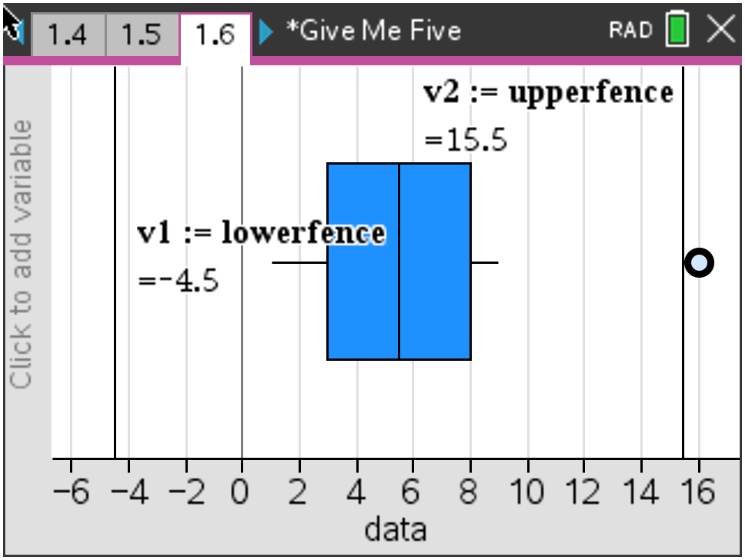 1.4 1.5 1.6 *Give Me Five RAD
v2 := upperfence
=15.5
v1 := lowerfence
=-4.5
Click to add variable
-6 -4 -2 0 2 4 6 8 10 12 14 16
data